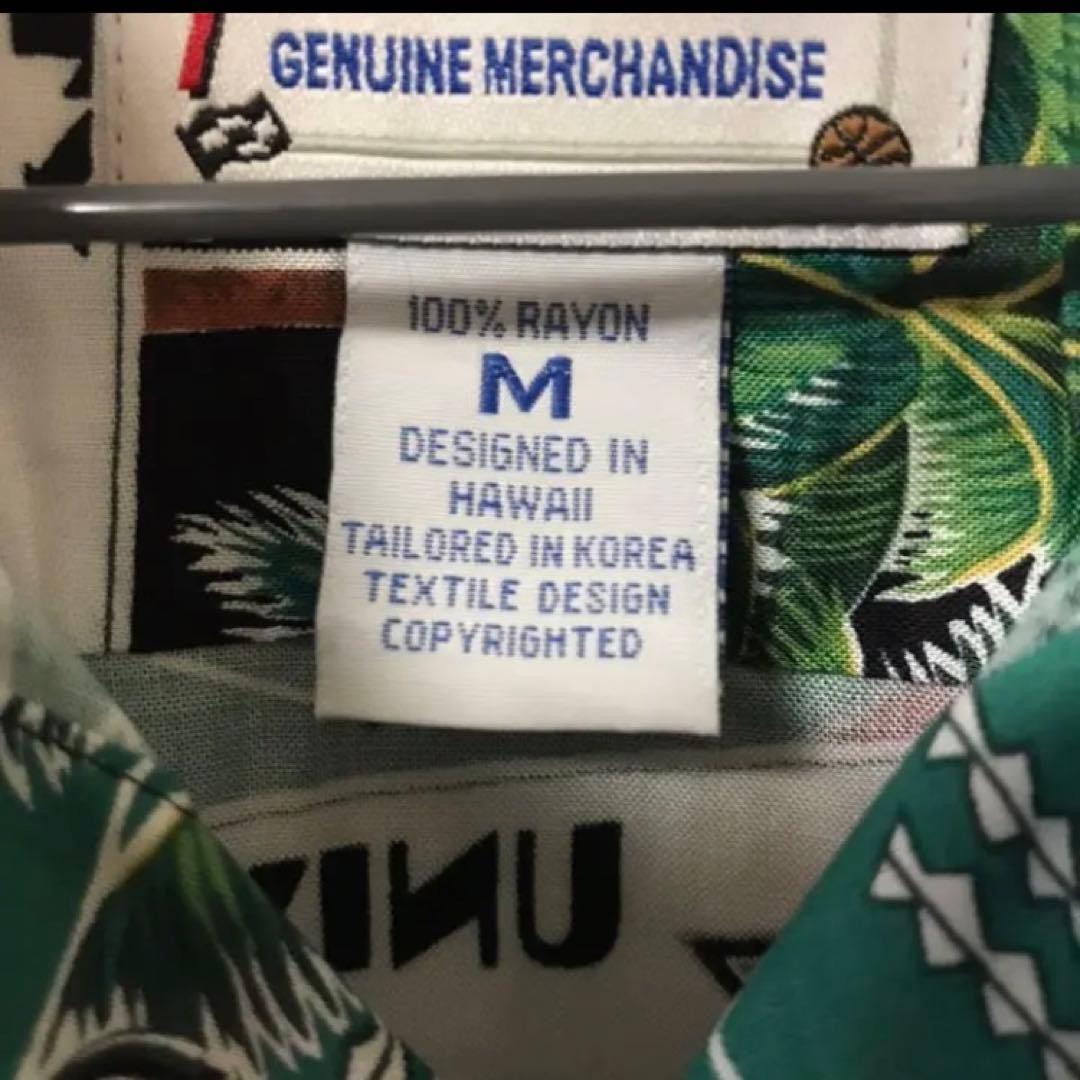 GENUINE MERCHANDISE
100% RAYON
M
DESIGNED IN
HAWAII
TAILORED IN KOREA
TEXTILE DESIGN
COPYRIGHTED